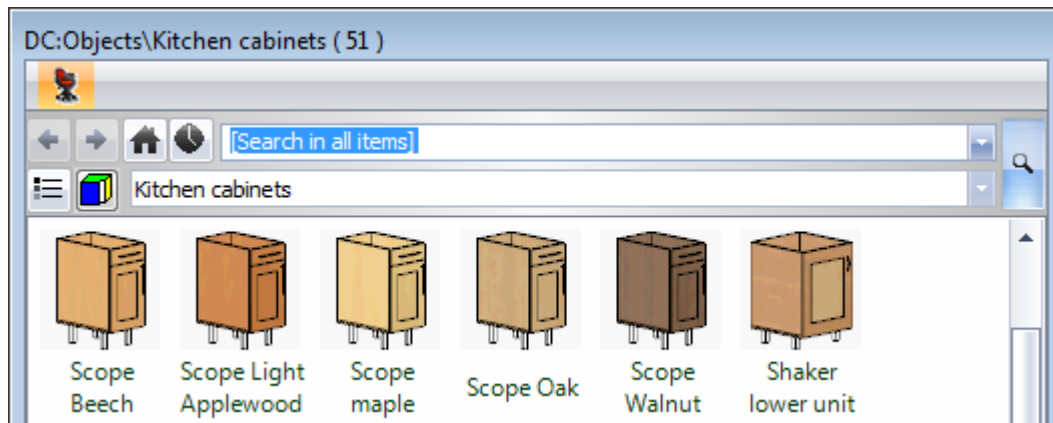 DC:Objects\Kitchen cabinets ( 51 )
[Search in all items]
Kitchen cabinets
Scope Beech
Scope Light Applewood
Scope maple
Scope Oak
Scope Walnut
Shaker lower unit